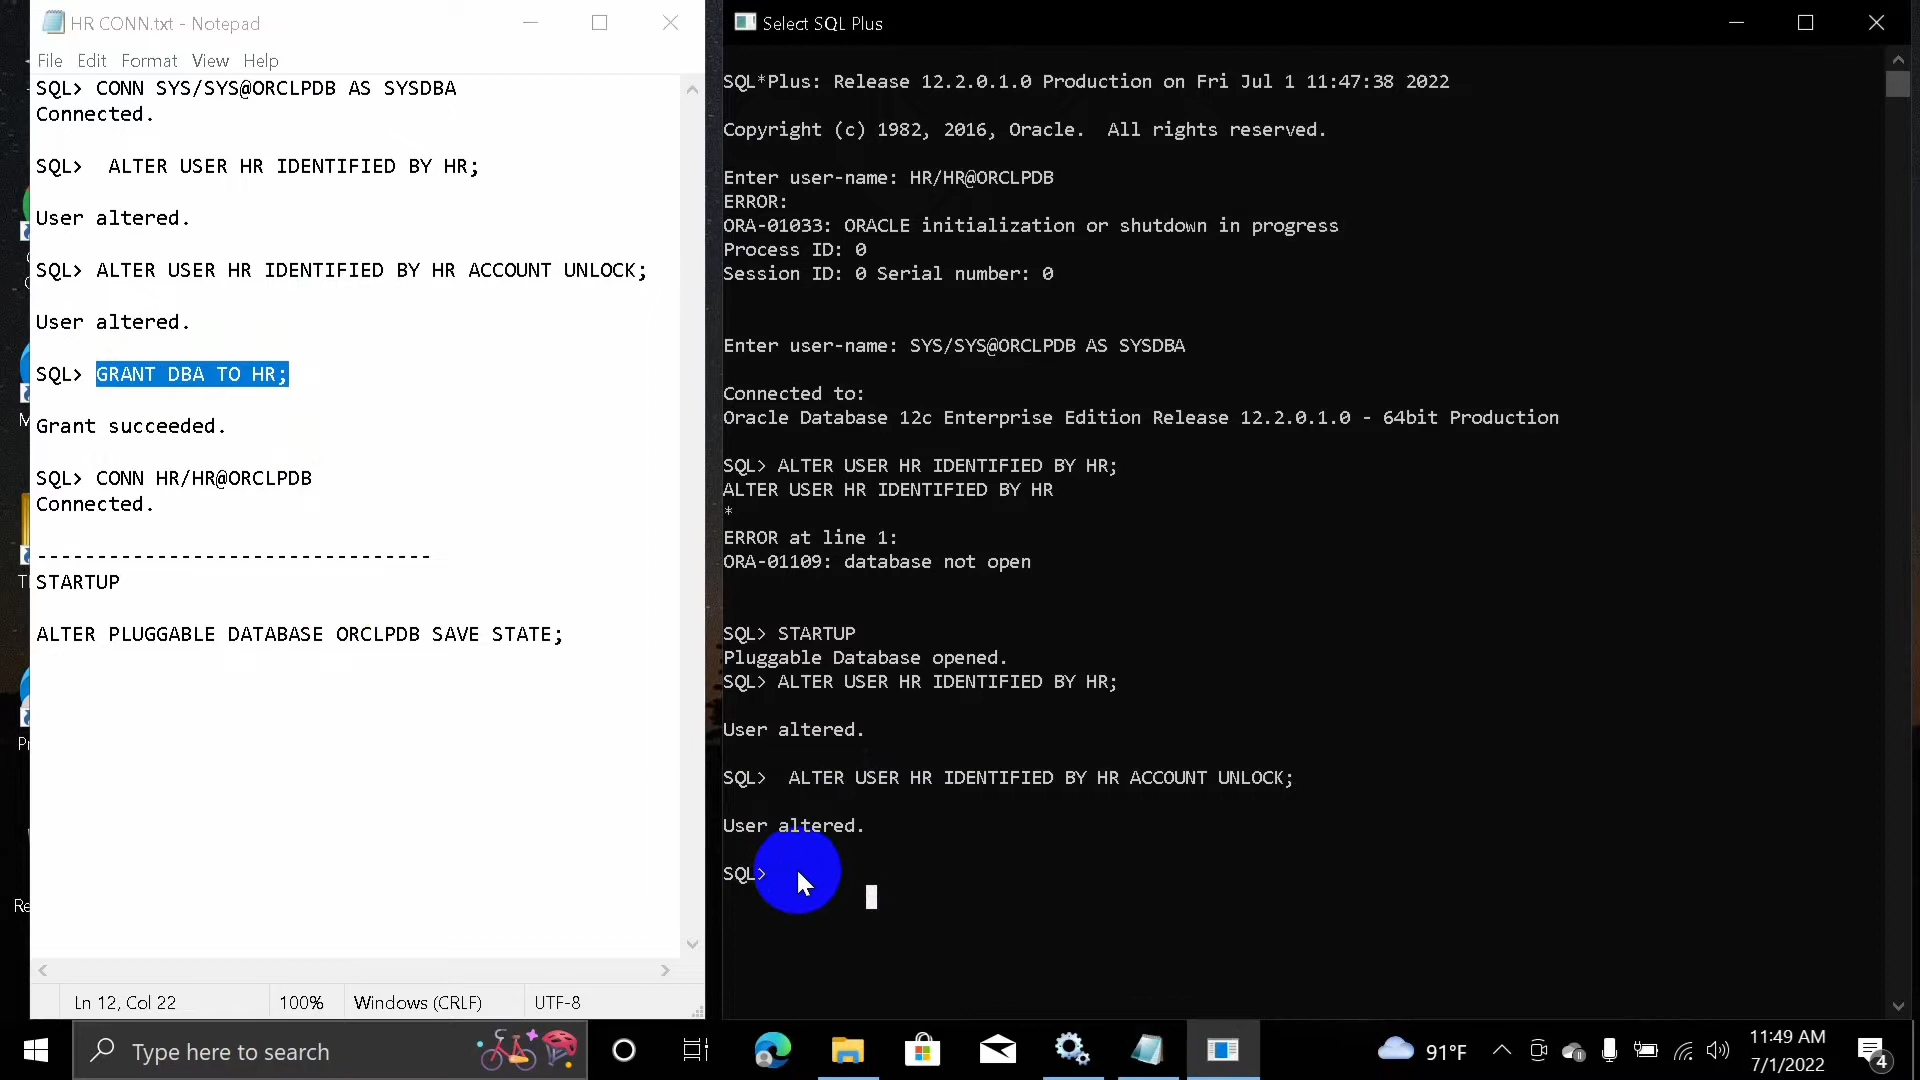 HR CONN.txt - Notepad
File Edit Format View Help
SQL> CONN SYS/SYS@ORCLPDB AS SYSDBA
Connected.
SQL>  ALTER USER HR IDENTIFIED BY HR;
User altered.
SQL> ALTER USER HR IDENTIFIED BY HR ACCOUNT UNLOCK;
User altered.
SQL> GRANT DBA TO HR;
Grant succeeded.
SQL> CONN HR/HR@ORCLPDB
Connected.
---------------------------------
STARTUP
ALTER PLUGGABLE DATABASE ORCLPDB SAVE STATE;
Ln 12, Col 22 100% Windows (CRLF) UTF-8
Select SQL Plus
SQL*Plus: Release 12.2.0.1.0 Production on Fri Jul 1 11:47:38 2022
Copyright (c) 1982, 2016, Oracle.  All rights reserved.
Enter user-name: HR/HR@ORCLPDB
ERROR:
ORA-01033: ORACLE initialization or shutdown in progress
Process ID: 0
Session ID: 0 Serial number: 0
Enter user-name: SYS/SYS@ORCLPDB AS SYSDBA
Connected to:
Oracle Database 12c Enterprise Edition Release 12.2.0.1.0 - 64bit Production
SQL> ALTER USER HR IDENTIFIED BY HR;
ALTER USER HR IDENTIFIED BY HR
*
ERROR at line 1:
ORA-01109: database not open
SQL> STARTUP
Pluggable Database opened.
SQL> ALTER USER HR IDENTIFIED BY HR;
User altered.
SQL>  ALTER USER HR IDENTIFIED BY HR ACCOUNT UNLOCK;
User altered.
SQL>
Type here to search
91°F
11:49 AM
7/1/2022
4